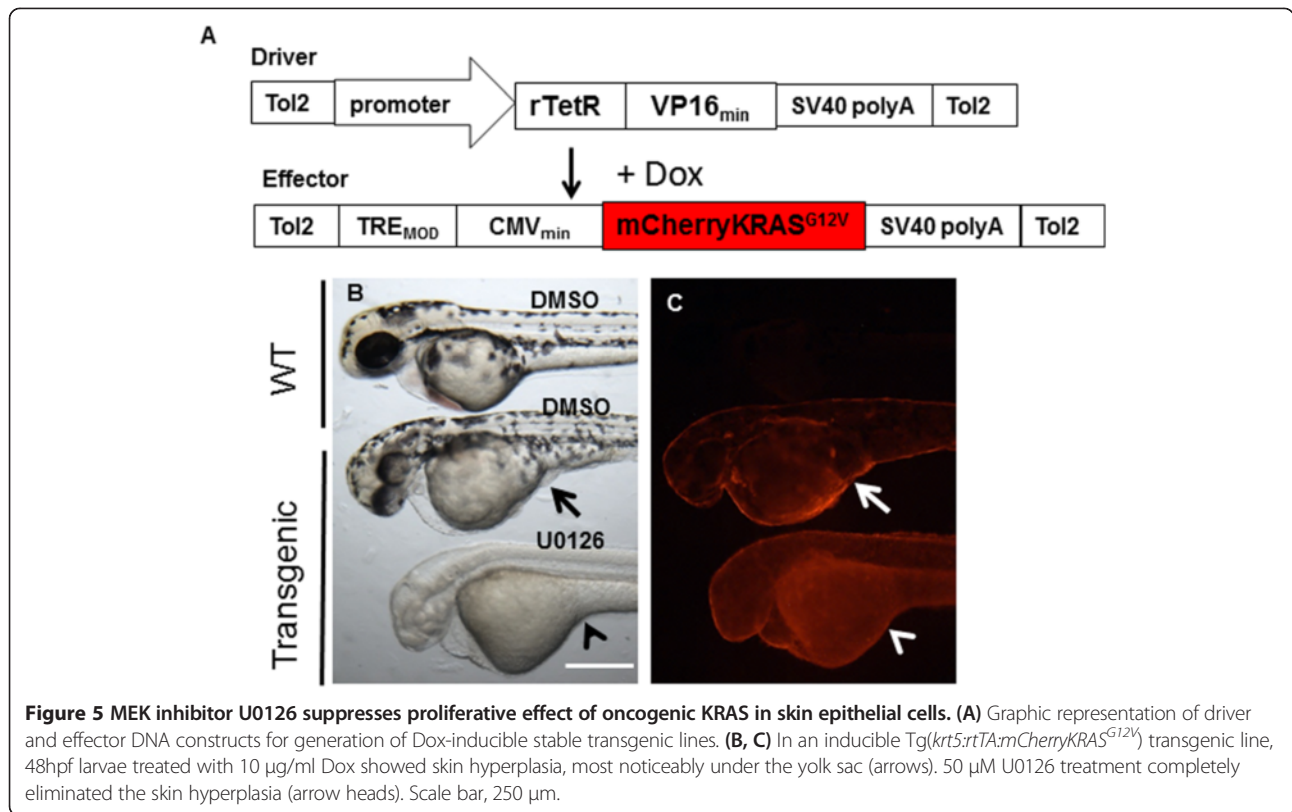 A
Driver
Tol2 promoter rTetR VP16min SV40 polyA Tol2
+ Dox
Effector
Tol2 TREMOD CMVmin mCherryKRASG12V SV40 polyA Tol2
WT
Transgenic
B
DMSO
DMSO
U0126
C
Figure 5 MEK inhibitor U0126 suppresses proliferative effect of oncogenic KRAS in skin epithelial cells. (A) Graphic representation of driver
and effector DNA constructs for generation of Dox-inducible stable transgenic lines. (B, C) In an inducible Tg(krt5:rtTA:mCherryKRASG12V) transgenic line,
48hpf larvae treated with 10 μg/ml Dox showed skin hyperplasia, most noticeably under the yolk sac (arrows). 50 μM U0126 treatment completely
eliminated the skin hyperplasia (arrow heads). Scale bar, 250 μm.